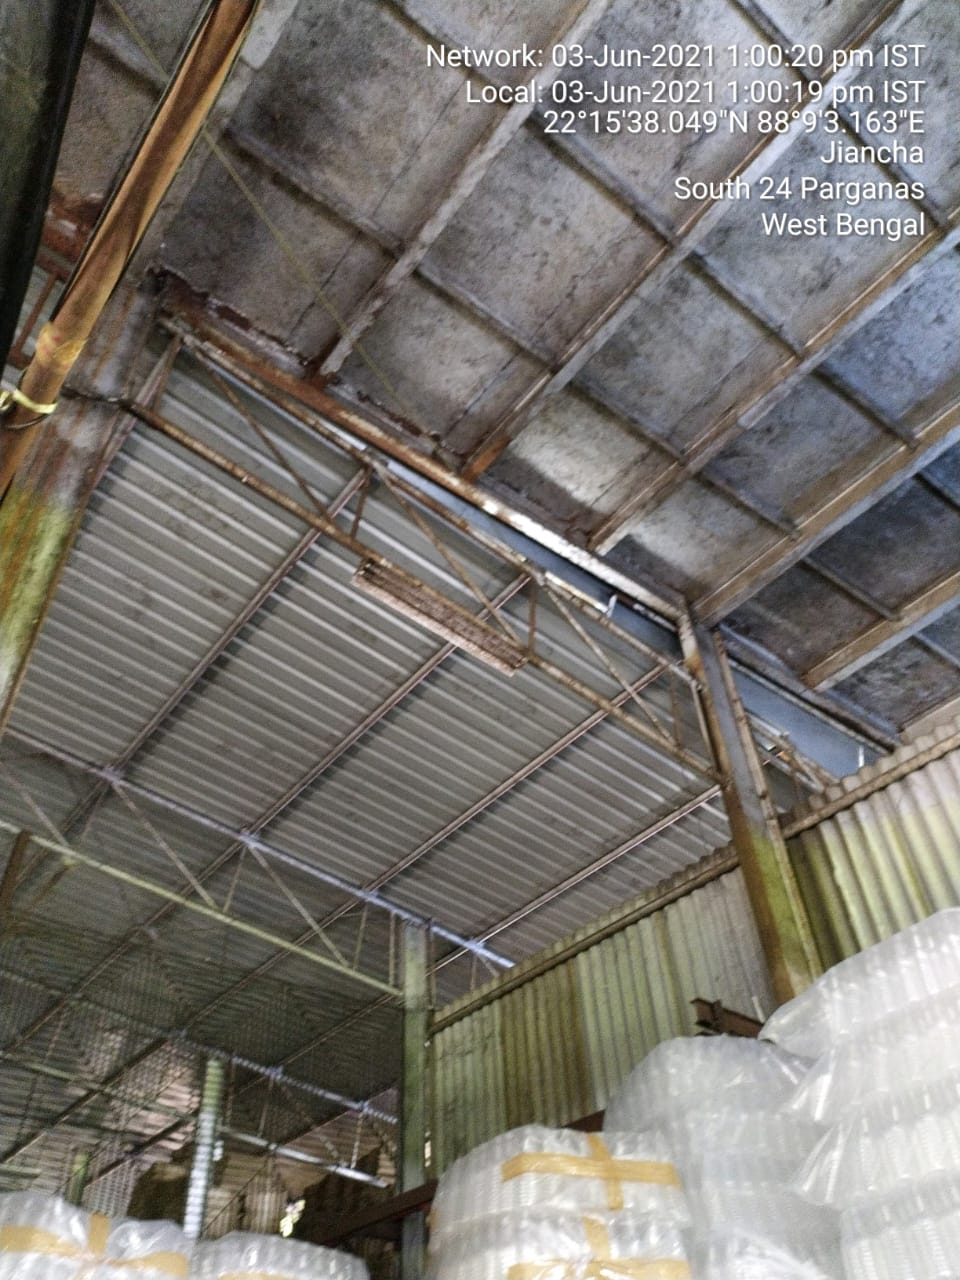 Network: 03-Jun-2021 1:00:20 pm IST
Local: 03-Jun-2021 1:00:19 pm IST
22°15'38.049"N 88°9'3.163"E
Jiancha
South 24 Parganas
West Bengal